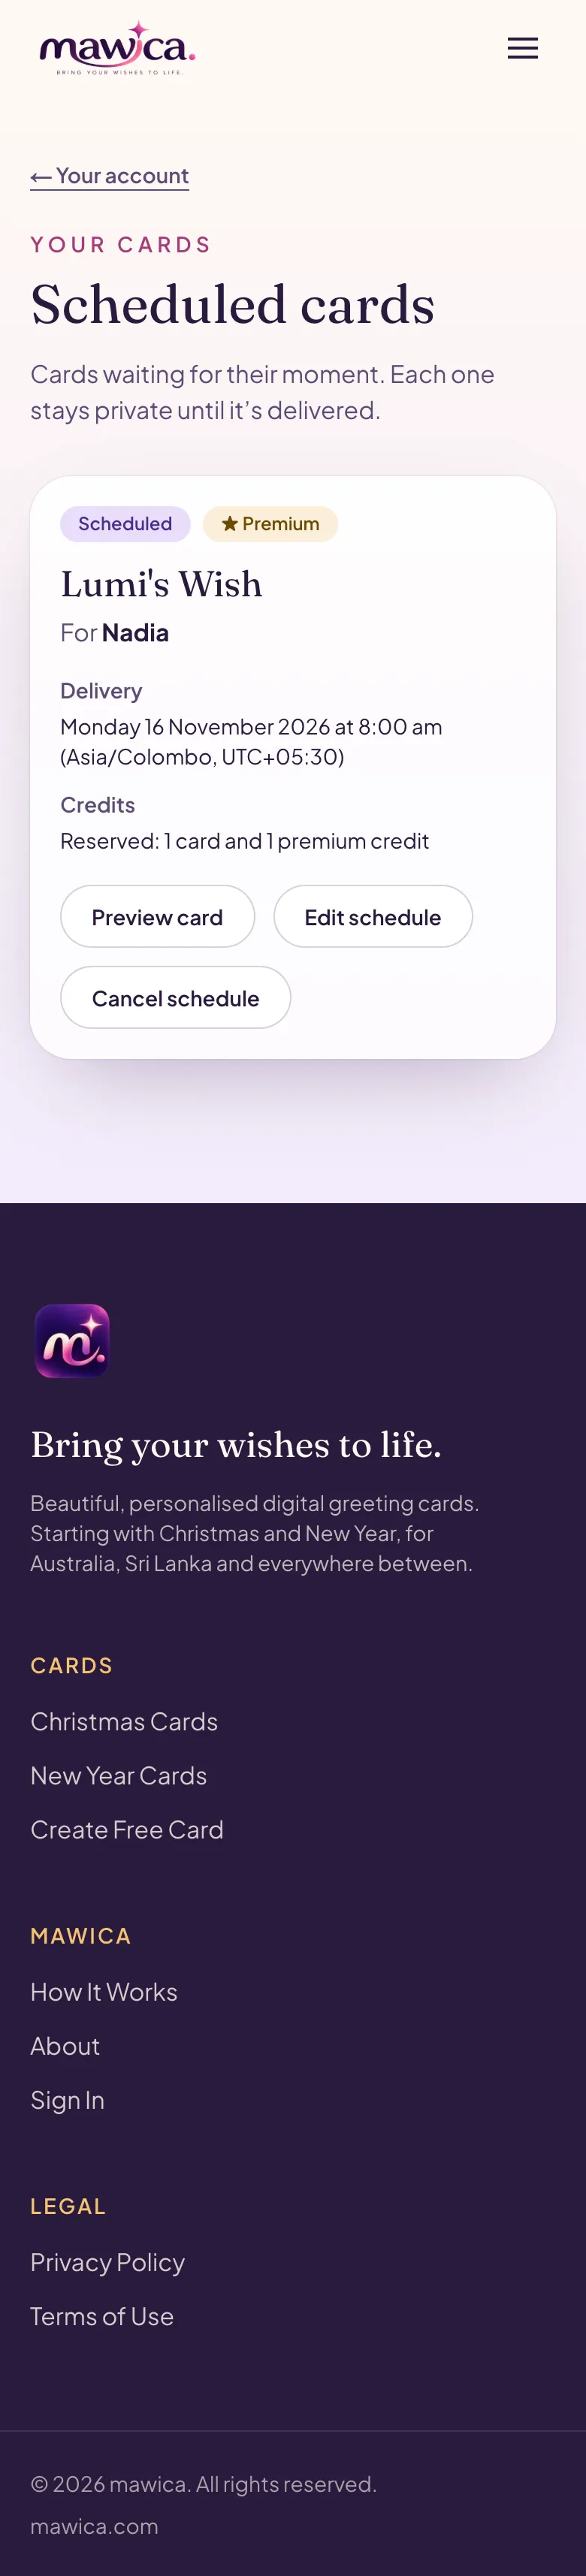 mawica.
BRING YOUR WISHES TO LIFE.
← Your account
YOUR CARDS
Scheduled cards
Cards waiting for their moment. Each one
stays private until it’s delivered.
Scheduled
★ Premium
Lumi's Wish
For Nadia
Delivery
Monday 16 November 2026 at 8:00 am
(Asia/Colombo, UTC+05:30)
Credits
Reserved: 1 card and 1 premium credit
Preview card
Edit schedule
Cancel schedule
m.
Bring your wishes to life.
Beautiful, personalised digital greeting cards.
Starting with Christmas and New Year, for
Australia, Sri Lanka and everywhere between.
CARDS
Christmas Cards
New Year Cards
Create Free Card
MAWICA
How It Works
About
Sign In
LEGAL
Privacy Policy
Terms of Use
© 2026 mawica. All rights reserved.
mawica.com